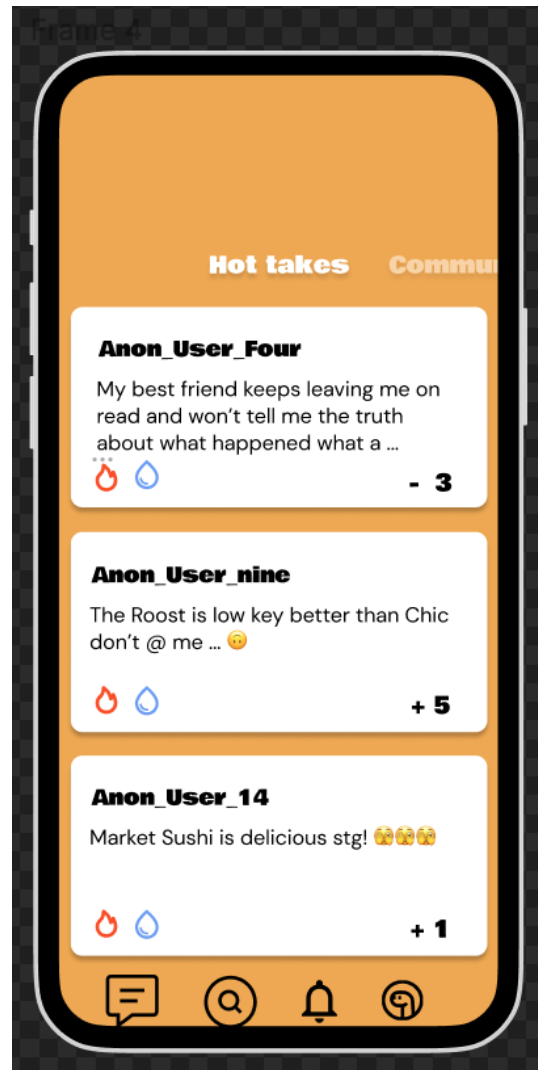 Frame 4
Hot takes Commu
Anon_User_Four
My best friend keeps leaving me on
read and won’t tell me the truth
about what happened what a ...
- 3
Anon_User_nine
The Roost is low key better than Chic
don’t @ me ... 🙃
+ 5
Anon_User_14
Market Sushi is delicious stg! 🫣🫣🫣
+ 1